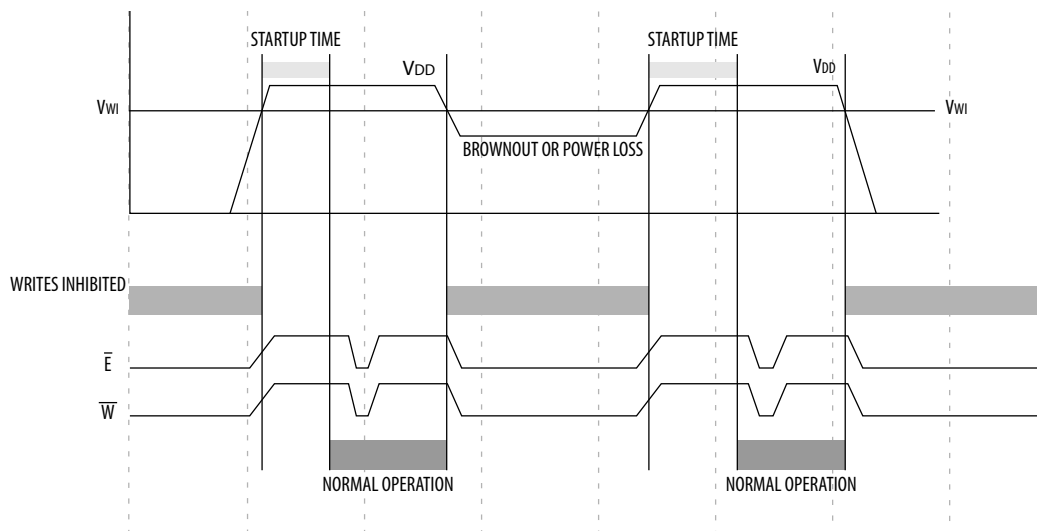 STARTUP TIME
STARTUP TIME
VDD
VDD
VWI
VWI
BROWNOUT OR POWER LOSS
WRITES INHIBITED
E̅
W̅
NORMAL OPERATION
NORMAL OPERATION